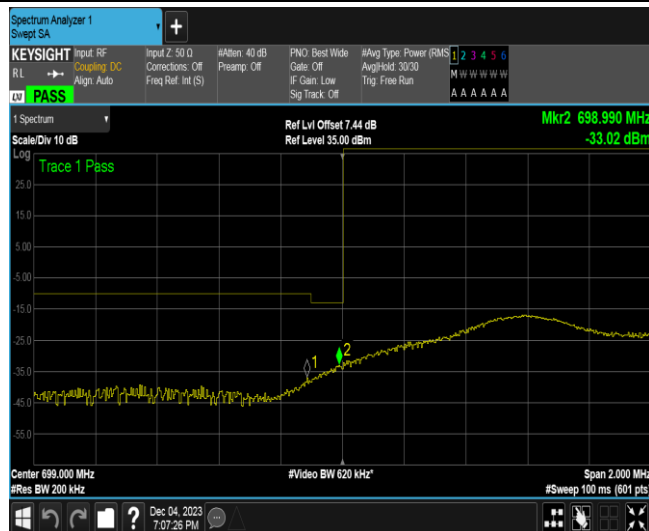 Spectrum Analyzer 1
Swept SA
+
KEYSIGHT
RL
LXI PASS
Input: RF
Coupling: DC
Align: Auto
Input Z: 50 Ω
Corrections: Off
Freq Ref: Int (S)
#Atten: 40 dB
Preamp: Off
PNO: Best Wide
Gate: Off
IF Gain: Low
Sig Track: Off
#Avg Type: Power (RMS
Avg|Hold: 30/30
Trig: Free Run
1 2 3 4 5 6
M W W W W W
A A A A A A
1 Spectrum
Scale/Div 10 dB
Ref Lvl Offset 7.44 dB
Ref Level 35.00 dBm
Mkr2 698.990 MHz
-33.02 dBm
Log
Trace 1 Pass
25.0
15.0
5.00
-5.00
-15.0
-25.0
-35.0
-45.0
-55.0
1
2
Center 699.000 MHz
#Res BW 200 kHz
#Video BW 620 kHz*
Span 2.000 MHz
#Sweep 100 ms (601 pts)
?
Dec 04, 2023
7:07:26 PM